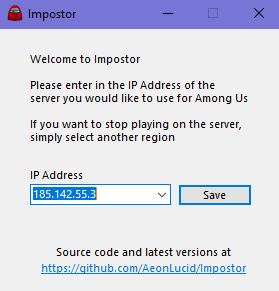 Impostor
Welcome to Impostor
Please enter in the IP Address of the
server you would like to use for Among Us
If you want to stop playing on the server,
simply select another region
IP Address
185.142.55.3
Save
Source code and latest versions at
https://github.com/AeonLucid/Impostor